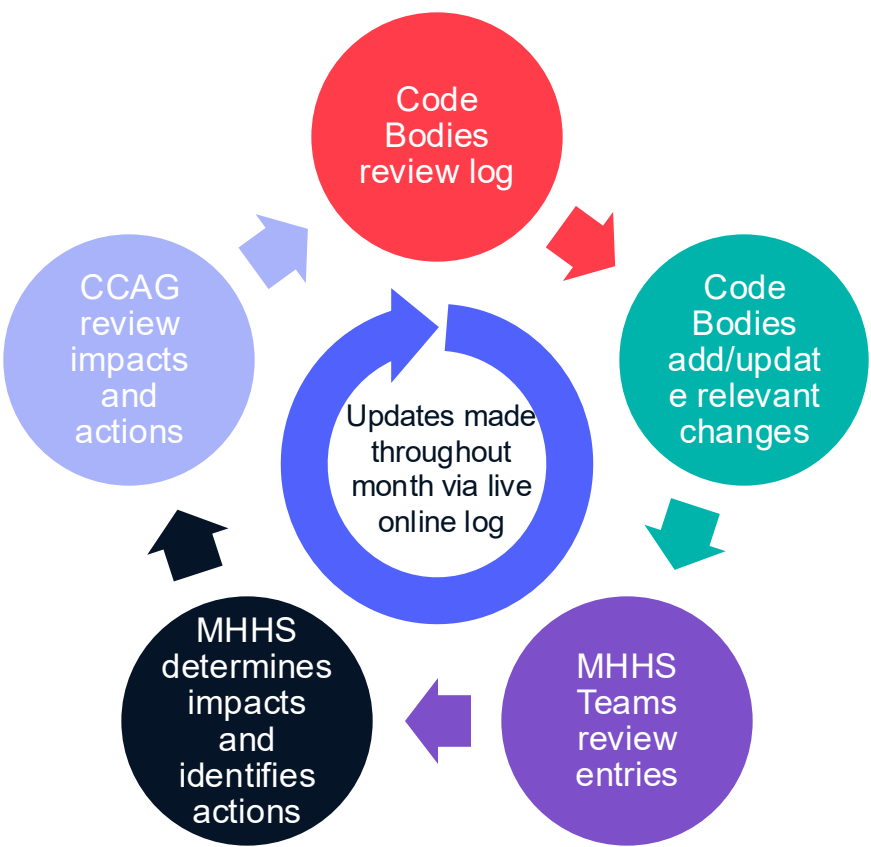 Code
Bodies
review log
Code
Bodies
add/updat
e relevant
changes
MHHS
Teams
review
entries
MHHS
determines
impacts
and
identifies
actions
CCAG
review
impacts
and
actions
Updates made
throughout
month via live
online log